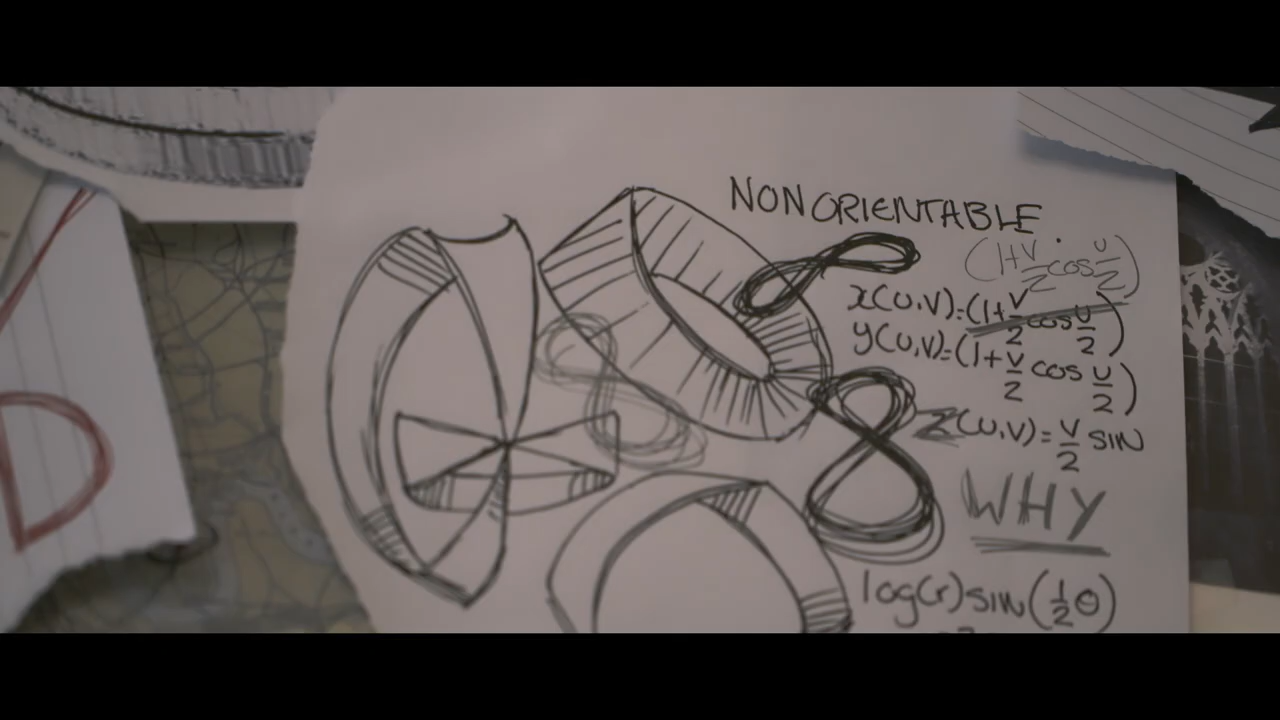 NONORIENTABLE
(1+v/2 cos u/2)
x(u,v)=(1+v/2 cos u/2)
y(u,v)=(1+v/2 cos u/2)
z(u,v)=v/2 sin
WHY
log(r)sin(1/2θ)
D